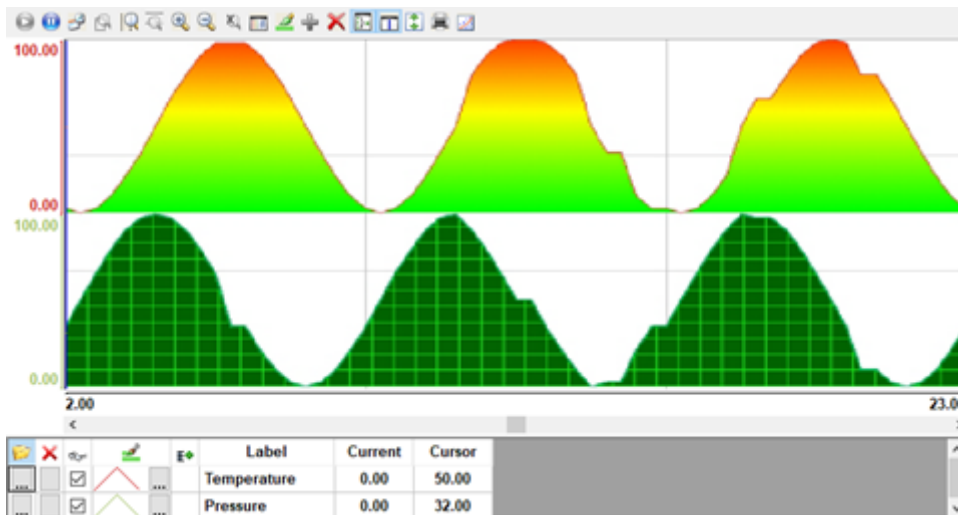 100.00
0.00
100.00
0.00
2.00 23.0
E Label Current Cursor
... ... Temperature 0.00 50.00
... ... Pressure 0.00 32.00